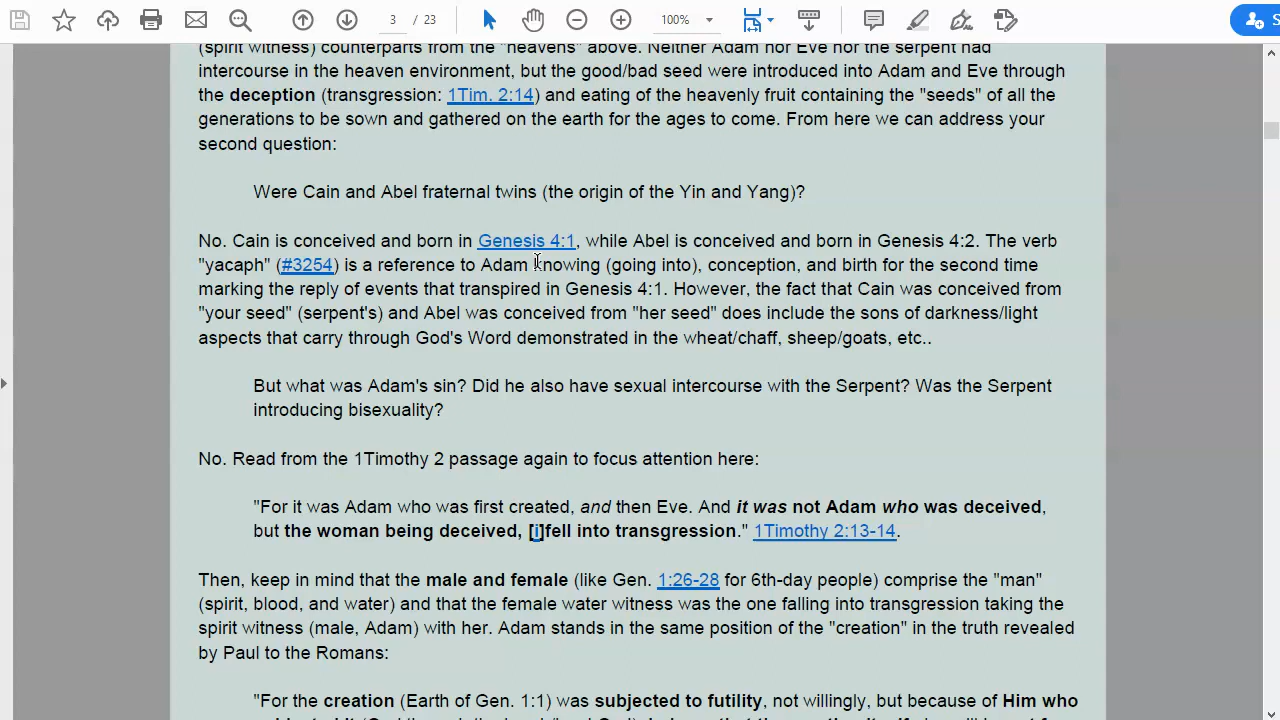 3 / 23
100%
S
(spirit witness) counterparts from the "heavens" above. Neither Adam nor Eve nor the serpent had
intercourse in the heaven environment, but the good/bad seed were introduced into Adam and Eve through
the deception (transgression: 1Tim. 2:14) and eating of the heavenly fruit containing the "seeds" of all the
generations to be sown and gathered on the earth for the ages to come. From here we can address your
second question:
Were Cain and Abel fraternal twins (the origin of the Yin and Yang)?
No. Cain is conceived and born in Genesis 4:1, while Abel is conceived and born in Genesis 4:2. The verb
"yacaph" (#3254) is a reference to Adam knowing (going into), conception, and birth for the second time
marking the reply of events that transpired in Genesis 4:1. However, the fact that Cain was conceived from
"your seed" (serpent's) and Abel was conceived from "her seed" does include the sons of darkness/light
aspects that carry through God's Word demonstrated in the wheat/chaff, sheep/goats, etc..
But what was Adam's sin? Did he also have sexual intercourse with the Serpent? Was the Serpent
introducing bisexuality?
No. Read from the 1Timothy 2 passage again to focus attention here:
"For it was Adam who was first created, and then Eve. And it was not Adam who was deceived,
but the woman being deceived, [i]fell into transgression." 1Timothy 2:13-14.
Then, keep in mind that the male and female (like Gen. 1:26-28 for 6th-day people) comprise the "man"
(spirit, blood, and water) and that the female water witness was the one falling into transgression taking the
spirit witness (male, Adam) with her. Adam stands in the same position of the "creation" in the truth revealed
by Paul to the Romans:
"For the creation (Earth of Gen. 1:1) was subjected to futility, not willingly, but because of Him who